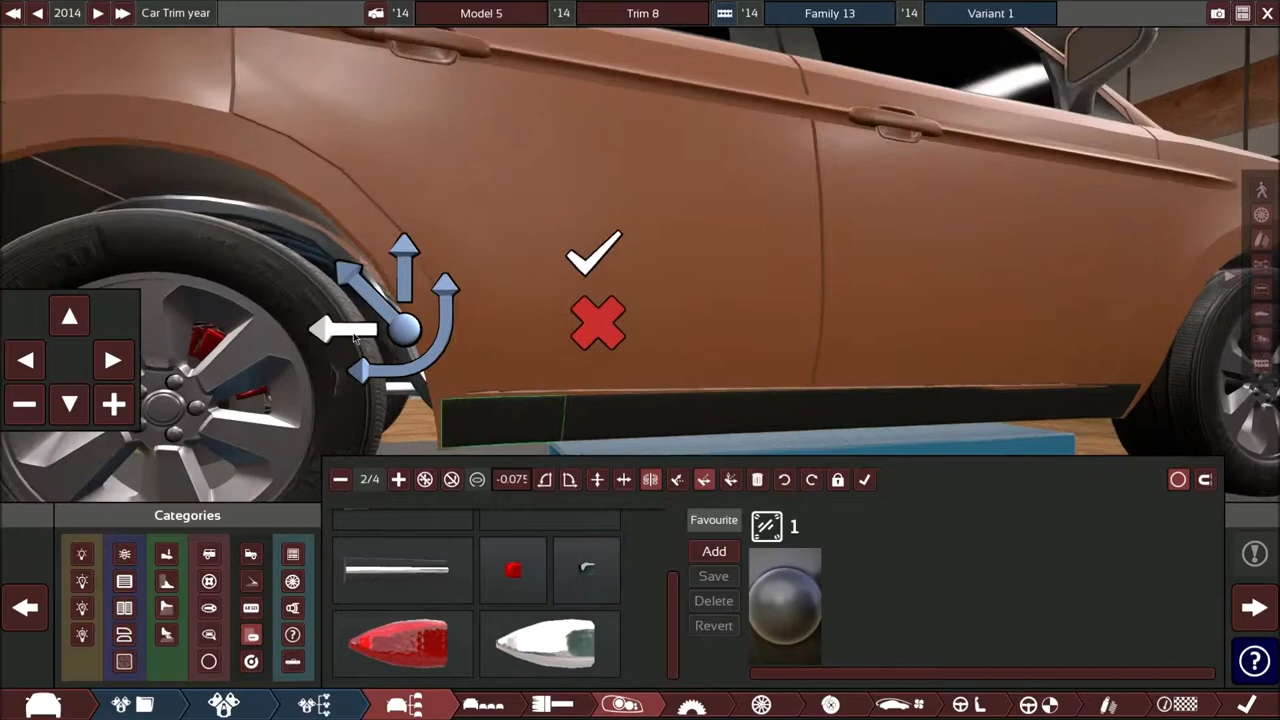 2014 Car Trim year '14 Model 5 '14 Trim 8 '14 Family 13 '14 Variant 1
2/4 -0.075
Categories
Favourite 1
Add
Save
Delete
Revert